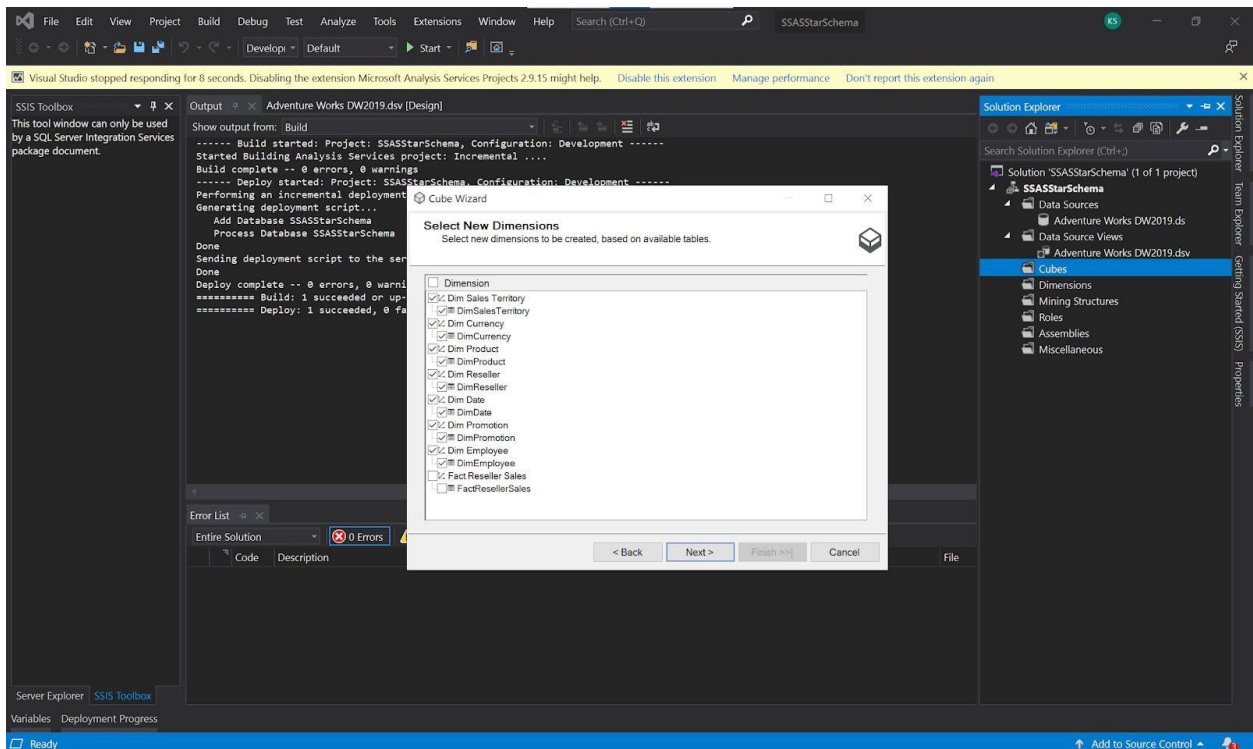 File Edit View Project Build Debug Test Analyze Tools Extensions Window Help Search (Ctrl+Q) SSASStarSchema KS
Developi Default Start
Visual Studio stopped responding for 8 seconds. Disabling the extension Microsoft Analysis Services Projects 2.9.15 might help. Disable this extension Manage performance Don't report this extension again
SSIS Toolbox
This tool window can only be used
by a SQL Server Integration Services
package document.
Output Adventure Works DW2019.dsv [Design]
Show output from: Build
------ Build started: Project: SSASStarSchema, Configuration: Development ------
Started Building Analysis Services project: Incremental ....
Build complete -- 0 errors, 0 warnings
------ Deploy started: Project: SSASStarSchema, Configuration: Development ------
Performing an incremental deployment
Generating deployment script...
Add Database SSASStarSchema
Process Database SSASStarSchema
Done
Sending deployment script to the ser
Done
Deploy complete -- 0 errors, 0 warni
========== Build: 1 succeeded or up-
========== Deploy: 1 succeeded, 0 fa
Cube Wizard
Select New Dimensions
Select new dimensions to be created, based on available tables.
Dimension
Dim Sales Territory
DimSalesTerritory
Dim Currency
DimCurrency
Dim Product
DimProduct
Dim Reseller
DimReseller
Dim Date
DimDate
Dim Promotion
DimPromotion
Dim Employee
DimEmployee
Fact Reseller Sales
FactResellerSales
< Back Next > Finish >>| Cancel
Error List
Entire Solution 0 Errors
Code Description File
Solution Explorer
Search Solution Explorer (Ctrl+;)
Solution 'SSASStarSchema' (1 of 1 project)
SSASStarSchema
Data Sources
Adventure Works DW2019.ds
Data Source Views
Adventure Works DW2019.dsv
Cubes
Dimensions
Mining Structures
Roles
Assemblies
Miscellaneous
Solution Explorer
Team Explorer
Getting Started (SSIS)
Properties
Server Explorer SSIS Toolbox
Variables Deployment Progress
Ready Add to Source Control 3